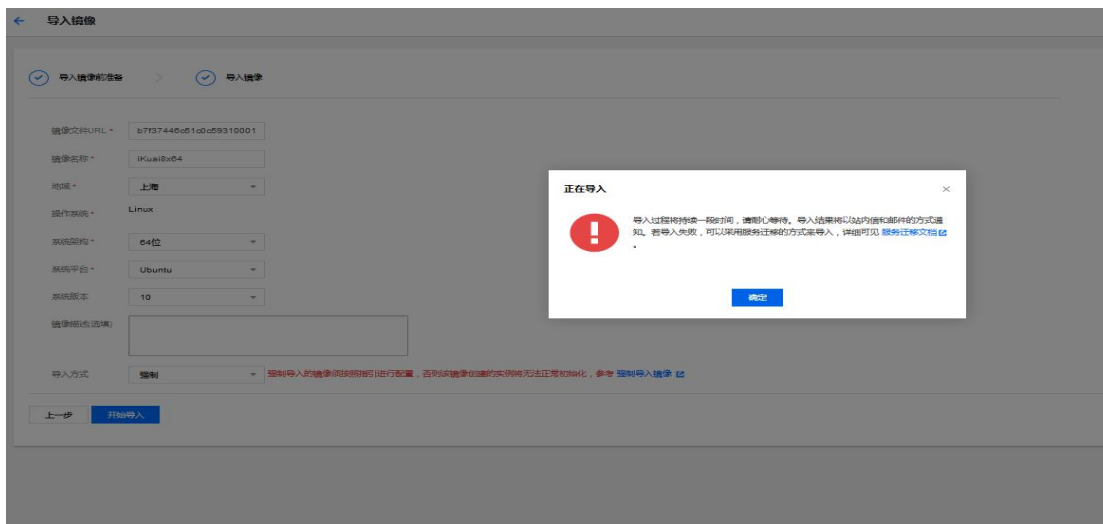 导入镜像
导入镜像前准备
导入镜像
镜像文件URL * b7f37446c51c0c59310001
镜像名称 * iKuai8x64
地域 * 上海
操作系统 * Linux
系统架构 * 64位
系统平台 * Ubuntu
系统版本 10
镜像描述(选填)
导入方式 强制 强制导入的镜像须按照指引进行配置，否则该镜像创建的实例将无法正常初始化，参考 强制导入镜像
上一步 开始导入
正在导入
导入过程将持续一段时间，请耐心等待。导入结果将以站内信和邮件的方式通
知。若导入失败，可以采用服务迁移的方式来导入，详细可见 服务迁移文档
。
确定